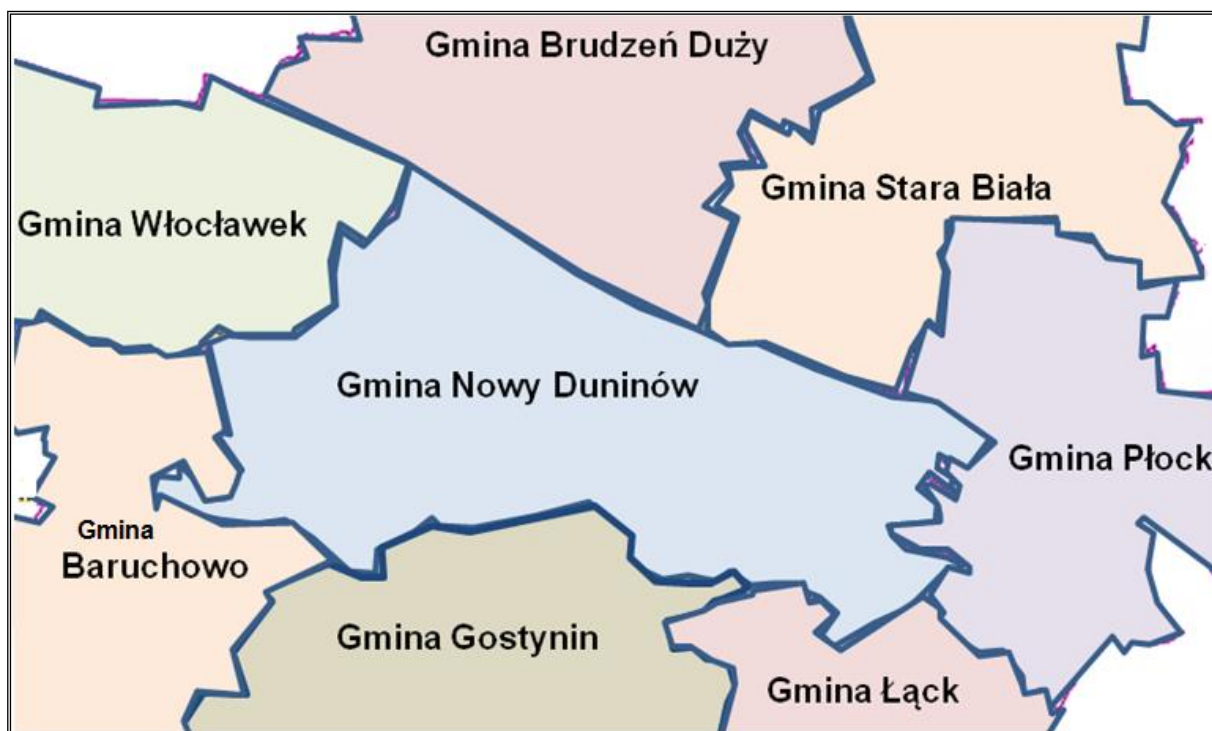 Gmina Brudzeń Duży
Gmina Stara Biała
Gmina Włocławek
Gmina Nowy Duninów
Gmina Płock
Gmina
Baruchowo
Gmina Gostynin
Gmina Łąck